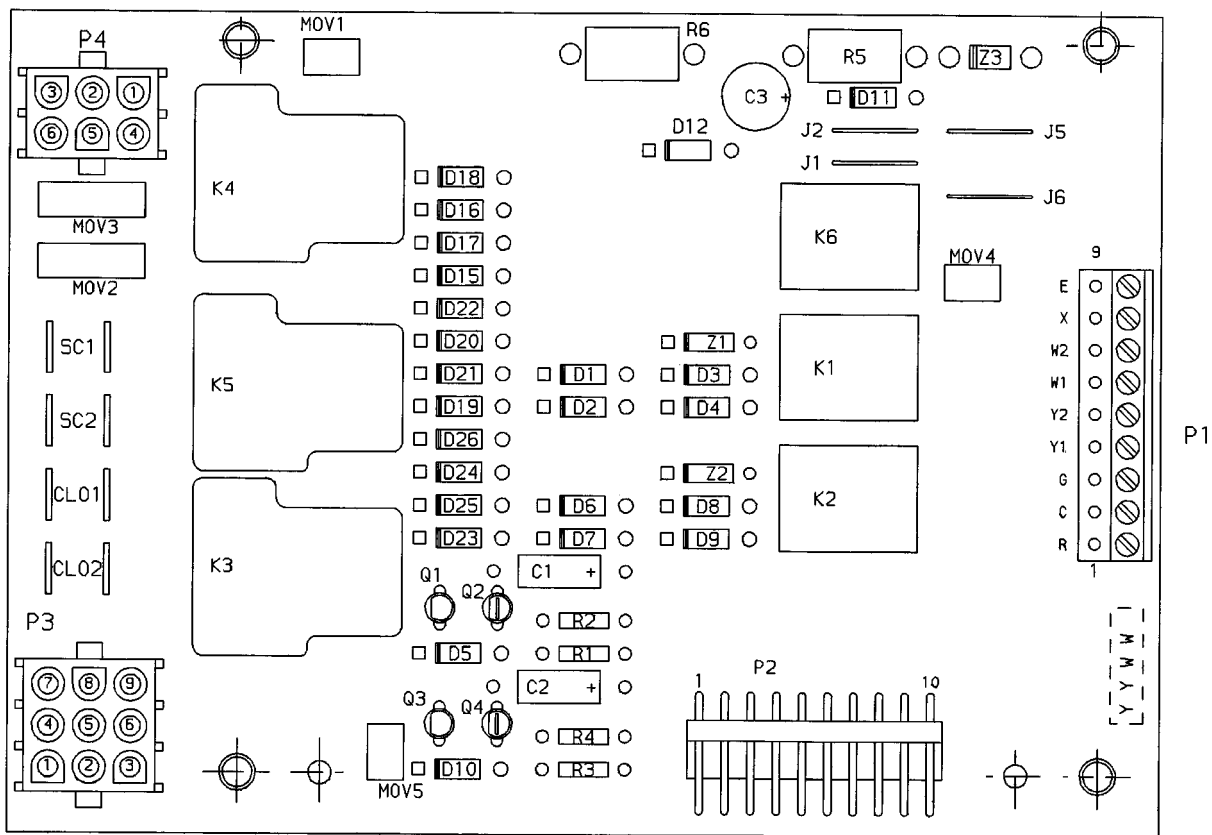 MOV1
P4
R6
R5
Z3
3 2 1
6 5 4
C3 +
D11
D12
J2
J5
J1
J6
MOV3
MOV2
K4
D18
D16
D17
D15
D22
D20
D21
D19
D26
D24
D25
D23
K6
MOV4
9
E
X
W2
W1
Y2
Y1
G
C
R
1
P1
SC1
SC2
CLO1
CLO2
K5
K3
Z1
D1
D3
D2
D4
K1
Z2
D6
D8
D7
D9
K2
C1 +
Q1
Q2
R2
D5
R1
C2 +
Q3
Q4
R4
D10
R3
MOV5
P3
7 8 9
4 5 6
1 2 3
P2
1
10
Y Y W W